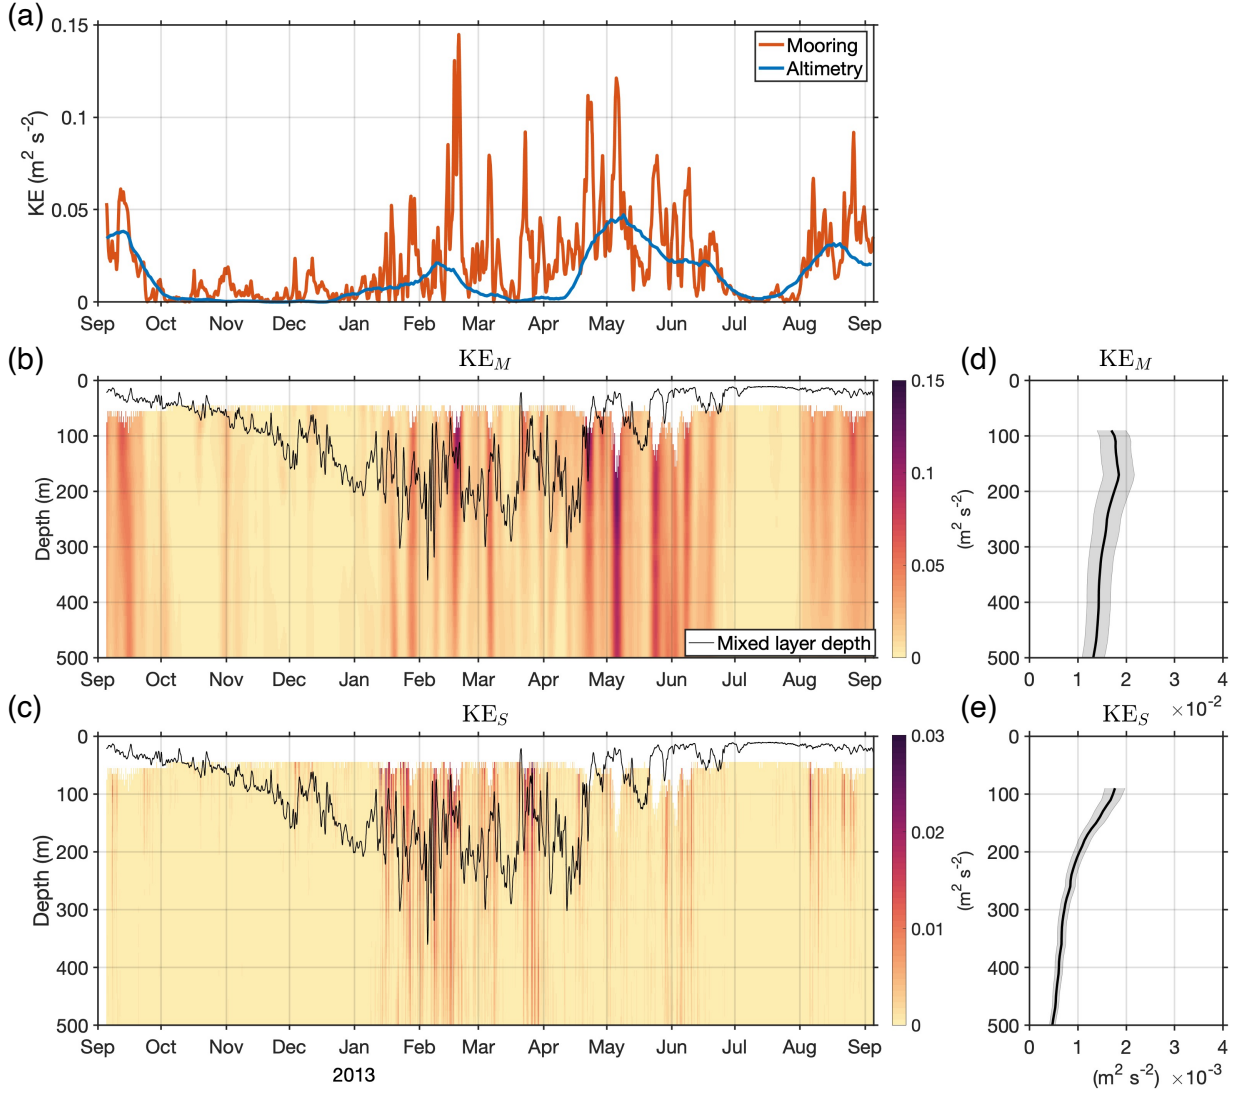 (a)
0.15
0.1
0.05
0
KE (m² s⁻²)
Mooring
Altimetry
Sep Oct Nov Dec Jan Feb Mar Apr May Jun Jul Aug Sep
(b)
KE_M
0
100
200
300
400
500
Depth (m)
Mixed layer depth
Sep Oct Nov Dec Jan Feb Mar Apr May Jun Jul Aug Sep
0.15
0.1
0.05
0
(m² s⁻²)
(d)
KE_M
0
100
200
300
400
500
0 1 2 3 4
×10⁻²
(c)
KE_S
0
100
200
300
400
500
Depth (m)
Sep Oct Nov Dec Jan Feb Mar Apr May Jun Jul Aug Sep
2013
0.03
0.02
0.01
0
(m² s⁻²)
(e)
KE_S
0
100
200
300
400
500
0 1 2 3 4
(m² s⁻²) ×10⁻³